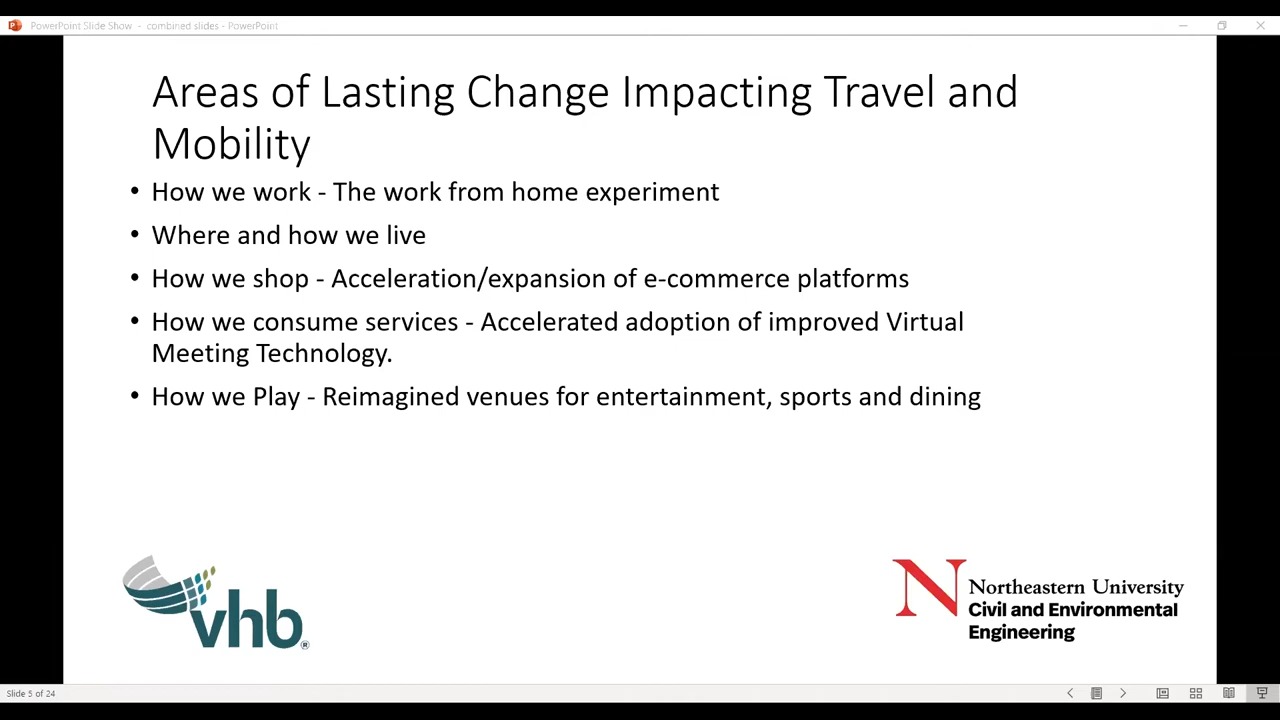 PowerPoint Slide Show - combined slides - PowerPoint
Areas of Lasting Change Impacting Travel and
Mobility
• How we work - The work from home experiment
• Where and how we live
• How we shop - Acceleration/expansion of e-commerce platforms
• How we consume services - Accelerated adoption of improved Virtual
Meeting Technology.
• How we Play - Reimagined venues for entertainment, sports and dining
vhb®
N Northeastern University
Civil and Environmental
Engineering
Slide 5 of 24